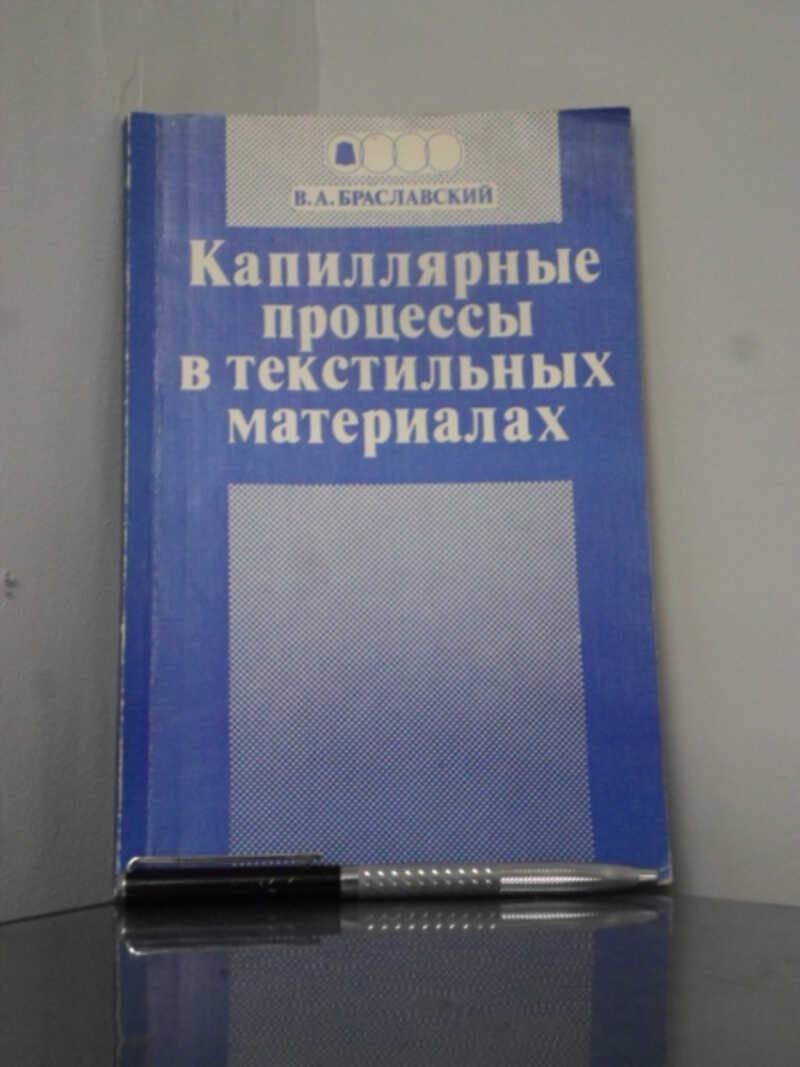 В. А. БРАСЛАВСКИЙ
Капиллярные
процессы
в текстильных
материалах